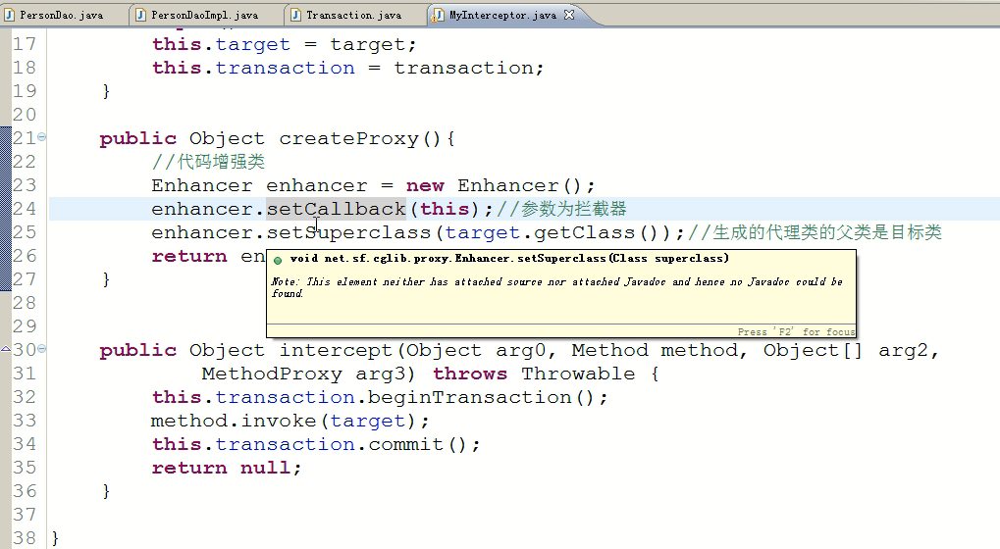 PersonDao.java PersonDaoImpl.java Transaction.java MyInterceptor.java
17 this.target = target;
18 this.transaction = transaction;
19 }
20
21 public Object createProxy(){
22 //代码增强类
23 Enhancer enhancer = new Enhancer();
24 enhancer.setCallback(this);//参数为拦截器
25 enhancer.setSuperclass(target.getClass());//生成的代理类的父类是目标类
26 return en
void net.sf.cglib.proxy.Enhancer.setSuperclass(Class superclass)
27 }
Note: This element neither has attached source nor attached Javadoc and hence no Javadoc could be
found.
28
29
Press 'F2' for focus
30 public Object intercept(Object arg0, Method method, Object[] arg2,
31 MethodProxy arg3) throws Throwable {
32 this.transaction.beginTransaction();
33 method.invoke(target);
34 this.transaction.commit();
35 return null;
36 }
37
38 }